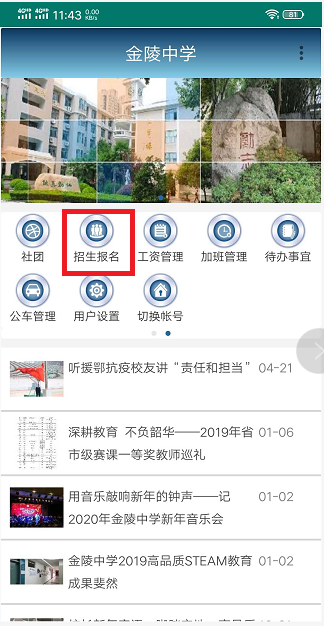 4G 4G 11:43 0.00 KB/s 81
金陵中学
励志
社团 招生报名 工资管理 加班管理 待办事宜
公车管理 用户设置 切换帐号
听援鄂抗疫校友讲“责任和担当” 04-21
深耕教育 不负韶华——2019年省 01-06
市级赛课一等奖教师巡礼
用音乐敲响新年的钟声——记 01-02
2020年金陵中学新年音乐会
金陵中学2019高品质STEAM教育 01-02
成果斐然